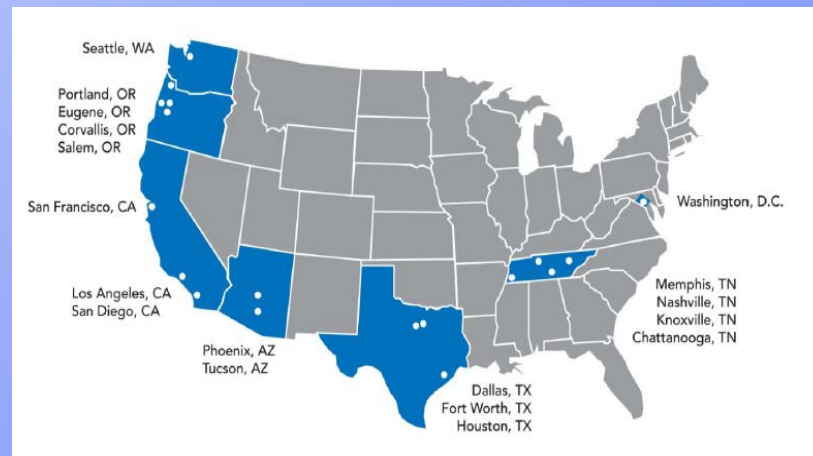 Seattle, WA
Portland, OR
Eugene, OR
Corvallis, OR
Salem, OR
San Francisco, CA
Los Angeles, CA
San Diego, CA
Phoenix, AZ
Tucson, AZ
Dallas, TX
Fort Worth, TX
Houston, TX
Washington, D.C.
Memphis, TN
Nashville, TN
Knoxville, TN
Chattanooga, TN